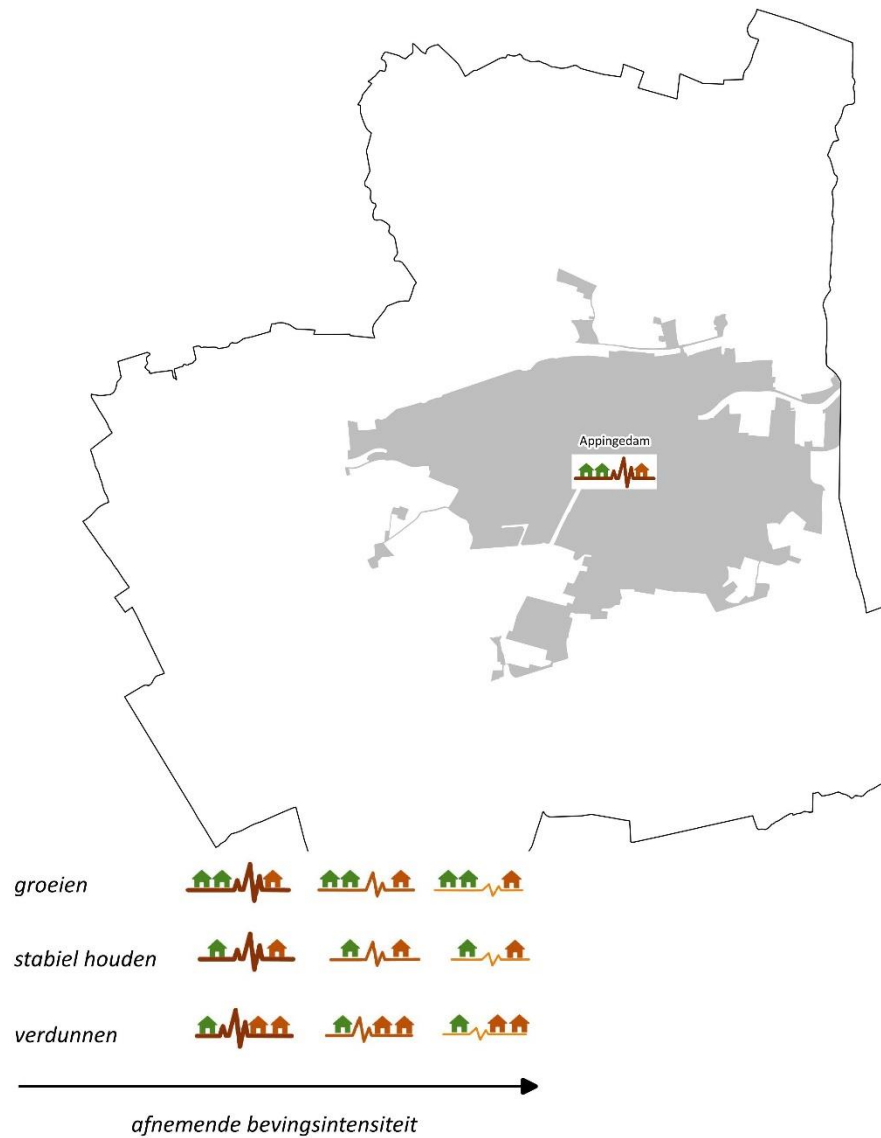 Appingedam
groeien
stabiel houden
verdunnen
afnemende bevingsintensiteit